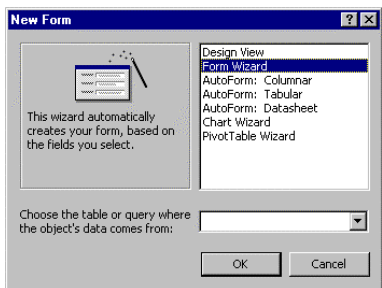 New Form
Design View
Form Wizard
AutoForm: Columnar
AutoForm: Tabular
AutoForm: Datasheet
Chart Wizard
PivotTable Wizard
This wizard automatically
creates your form, based on
the fields you select.
Choose the table or query where
the object's data comes from:
OK
Cancel